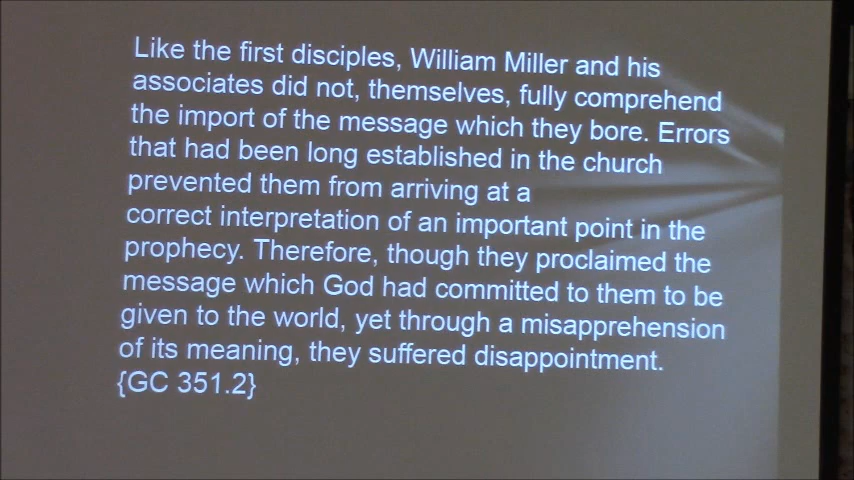 Like the first disciples, William Miller and his
associates did not, themselves, fully comprehend
the import of the message which they bore. Errors
that had been long established in the church
prevented them from arriving at a
correct interpretation of an important point in the
prophecy. Therefore, though they proclaimed the
message which God had committed to them to be
given to the world, yet through a misapprehension
of its meaning, they suffered disappointment.
{GC 351.2}